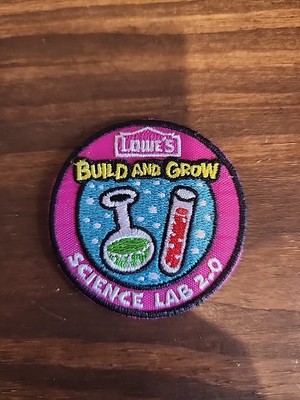 LOWE'S
BUILD AND GROW
SCIENCE LAB 2.0